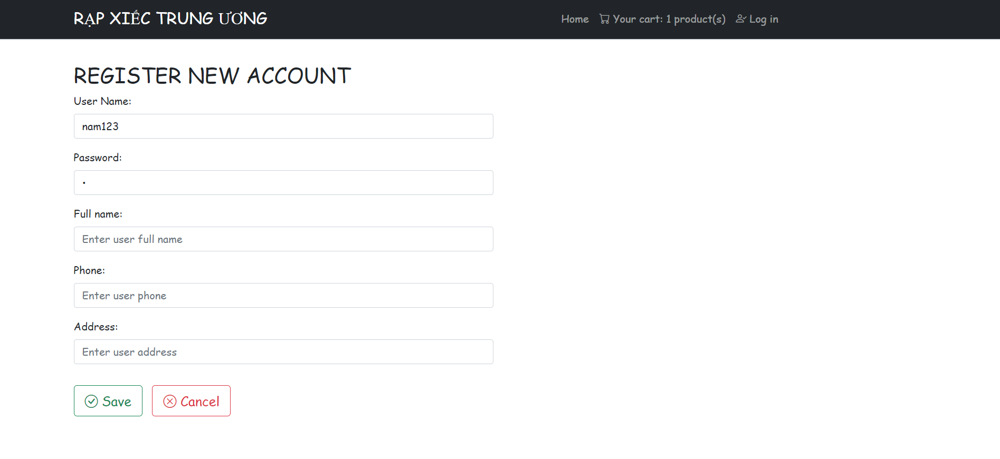 RẠP XIẾC TRUNG ƯƠNG
Home Your cart: 1 product(s) Log in
REGISTER NEW ACCOUNT
User Name:
nam123
Password:
•
Full name:
Enter user full name
Phone:
Enter user phone
Address:
Enter user address
Save Cancel